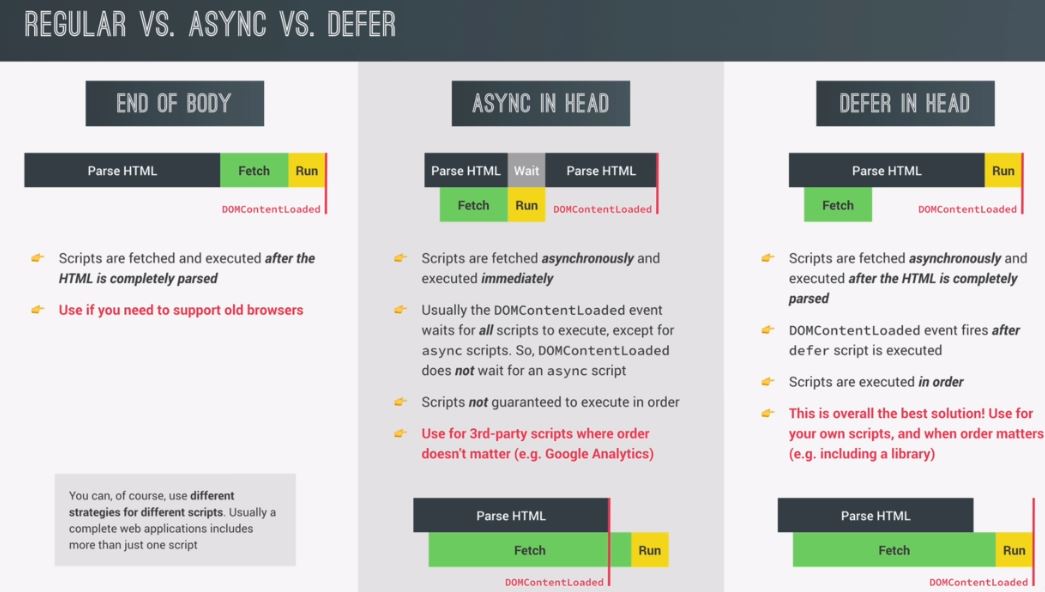 REGULAR VS. ASYNC VS. DEFER
END OF BODY
Parse HTML
Fetch
Run
DOMContentLoaded
Scripts are fetched and executed after the
HTML is completely parsed
Use if you need to support old browsers
You can, of course, use different
strategies for different scripts. Usually a
complete web applications includes
more than just one script
ASYNC IN HEAD
Parse HTML
Wait
Parse HTML
Fetch
Run
DOMContentLoaded
Scripts are fetched asynchronously and
executed immediately
Usually the DOMContentLoaded event
waits for all scripts to execute, except for
async scripts. So, DOMContentLoaded
does not wait for an async script
Scripts not guaranteed to execute in order
Use for 3rd-party scripts where order
doesn't matter (e.g. Google Analytics)
Parse HTML
Fetch
Run
DOMContentLoaded
DEFER IN HEAD
Parse HTML
Run
Fetch
DOMContentLoaded
Scripts are fetched asynchronously and
executed after the HTML is completely
parsed
DOMContentLoaded event fires after
defer script is executed
Scripts are executed in order
This is overall the best solution! Use for
your own scripts, and when order matters
(e.g. including a library)
Parse HTML
Fetch
Run
DOMContentLoaded